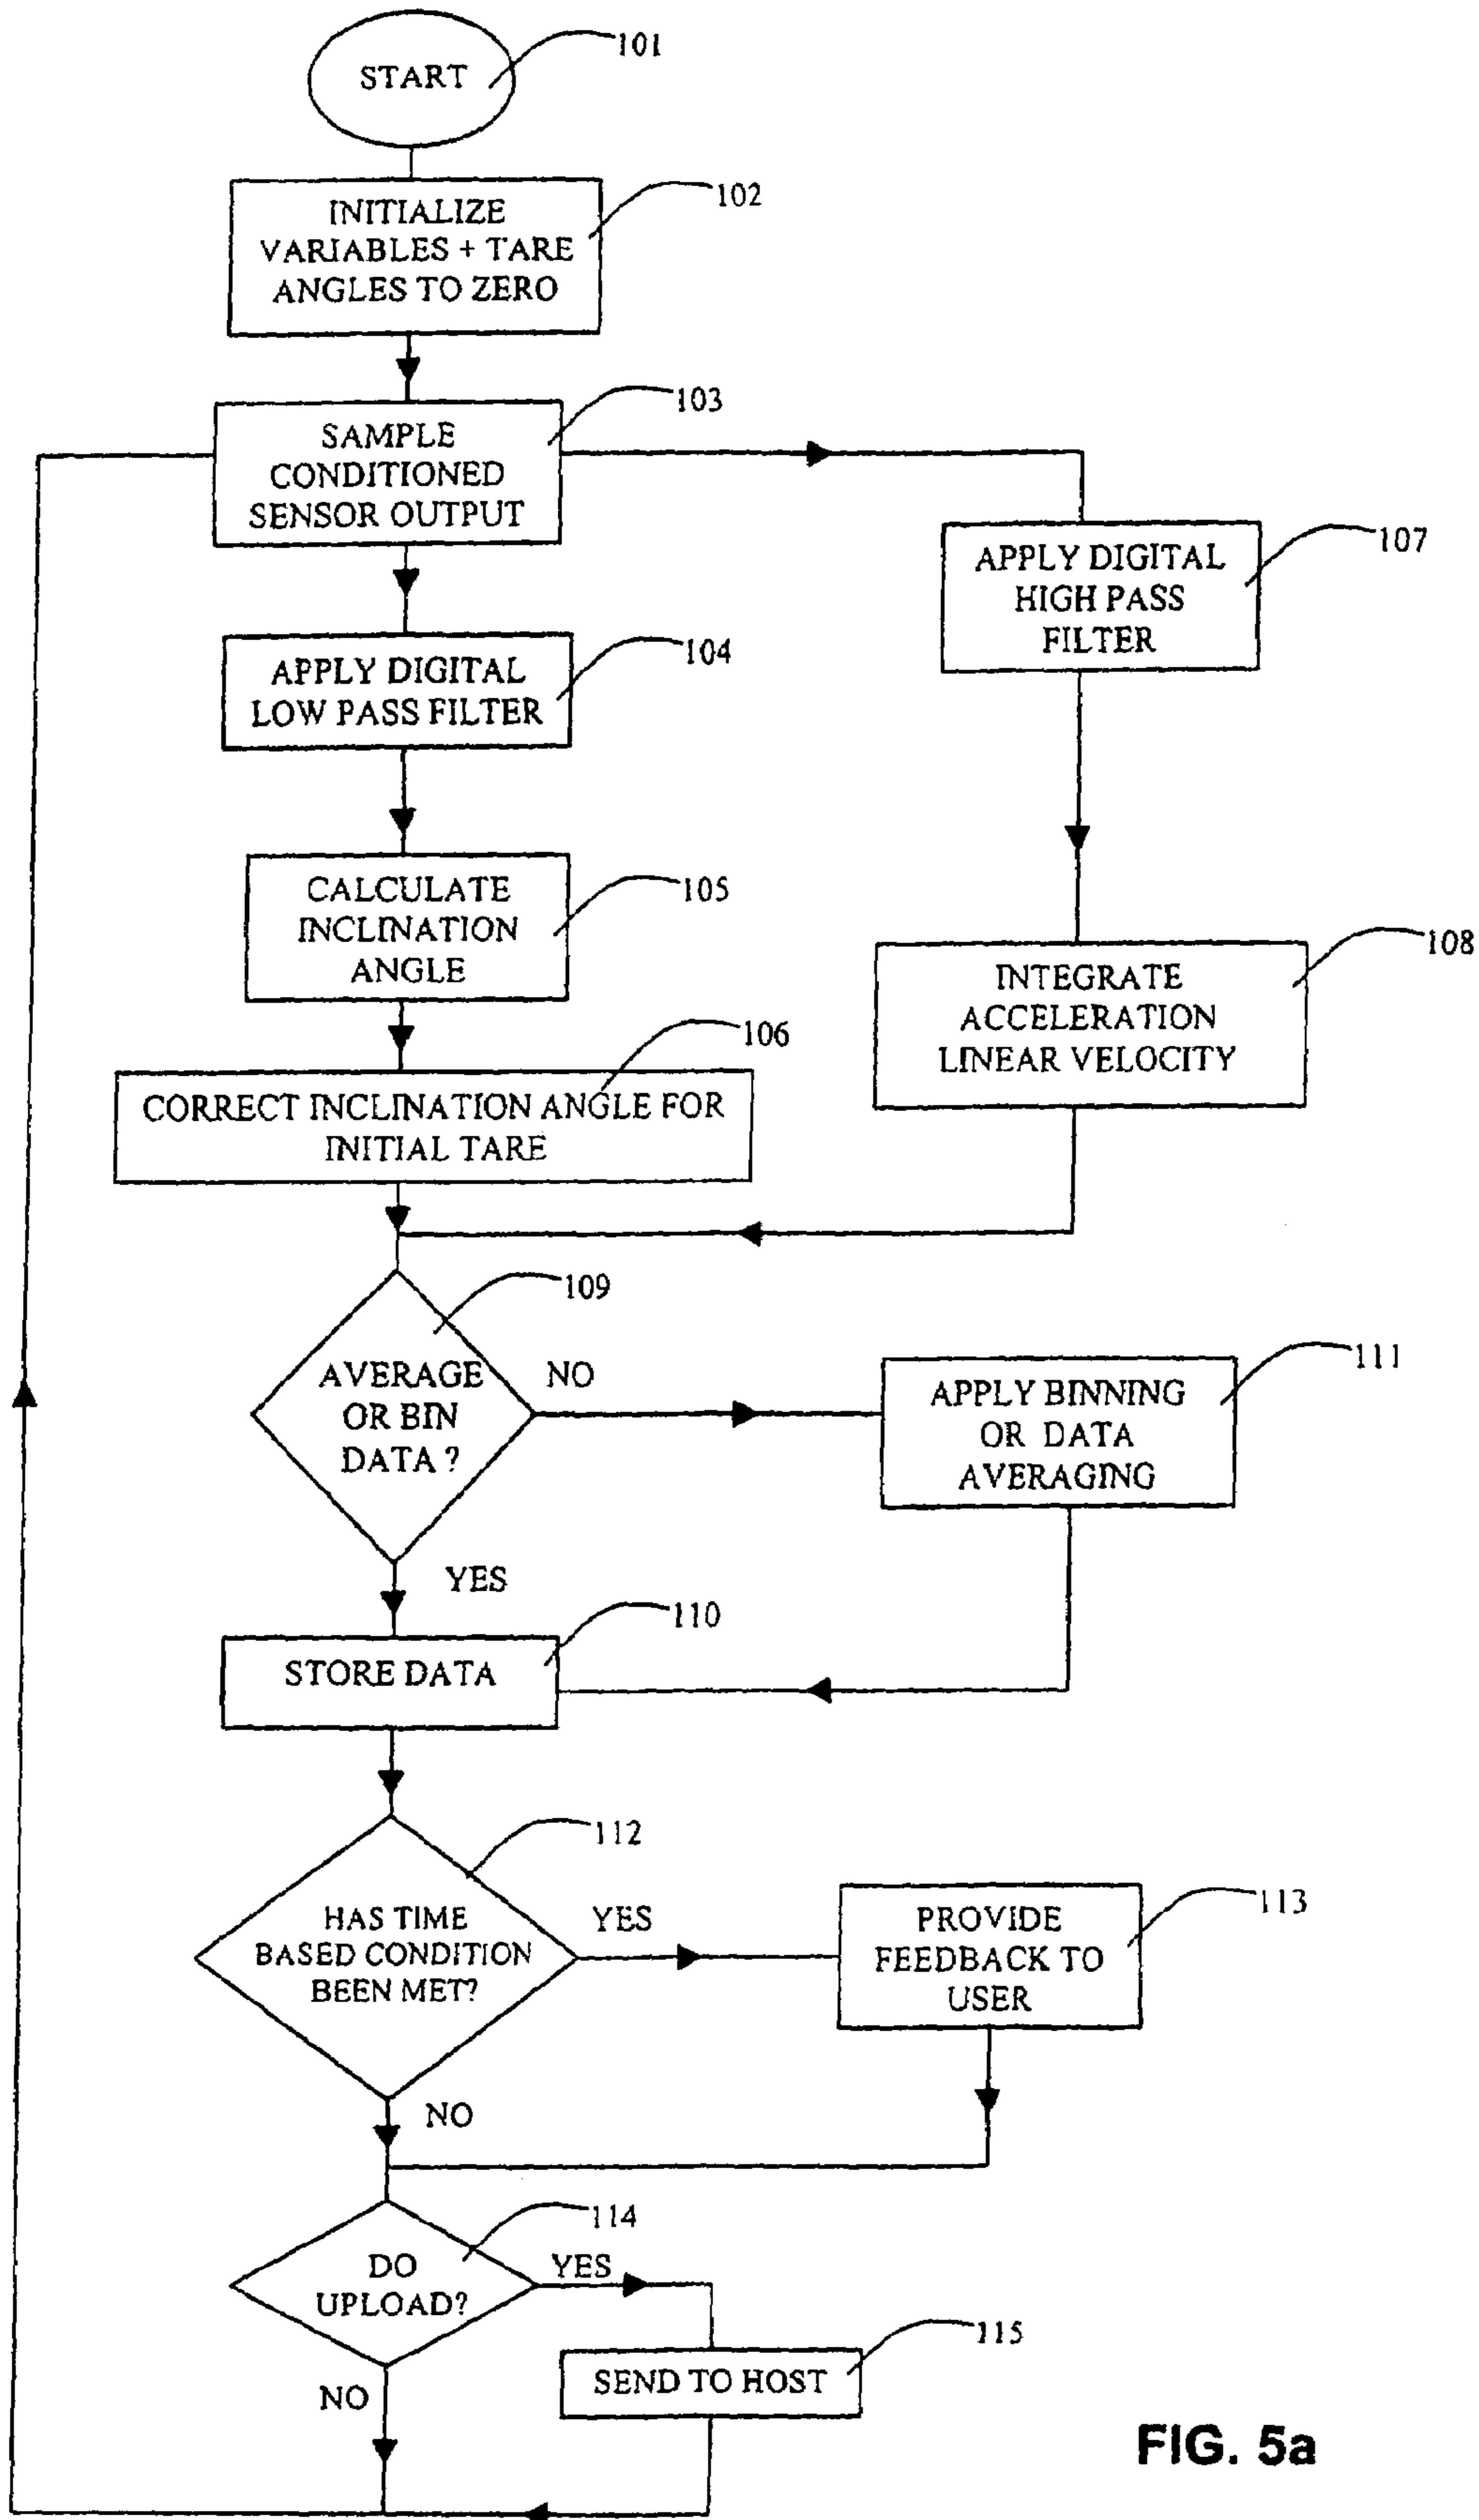 START
101
INITIALIZE
VARIABLES + TARE
ANGLES TO ZERO
102
SAMPLE
CONDITIONED
SENSOR OUTPUT
103
APPLY DIGITAL
HIGH PASS
FILTER
107
APPLY DIGITAL
LOW PASS FILTER
104
CALCULATE
INCLINATION
ANGLE
105
INTEGRATE
ACCELERATION
LINEAR VELOCITY
108
CORRECT INCLINATION ANGLE FOR
INITIAL TARE
106
AVERAGE
OR BIN
DATA ?
109
NO
APPLY BINNING
OR DATA
AVERAGING
111
YES
STORE DATA
110
HAS TIME
BASED CONDITION
BEEN MET?
112
YES
PROVIDE
FEEDBACK TO
USER
113
NO
DO
UPLOAD?
114
YES
SEND TO HOST
115
NO
FIG. 5a